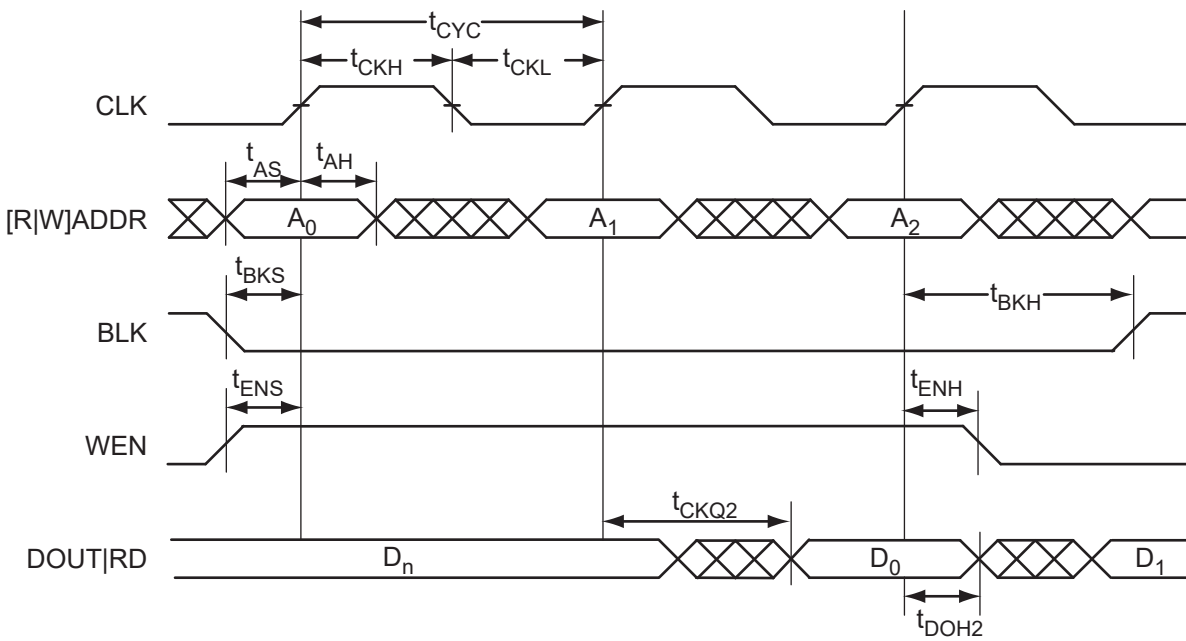 tCYC
tCKH tCKL
CLK
tAS tAH
[R|W]ADDR A0 A1 A2
tBKS tBKH
BLK
tENS tENH
WEN
tCKQ2
DOUT|RD Dn D0 D1
tDOH2